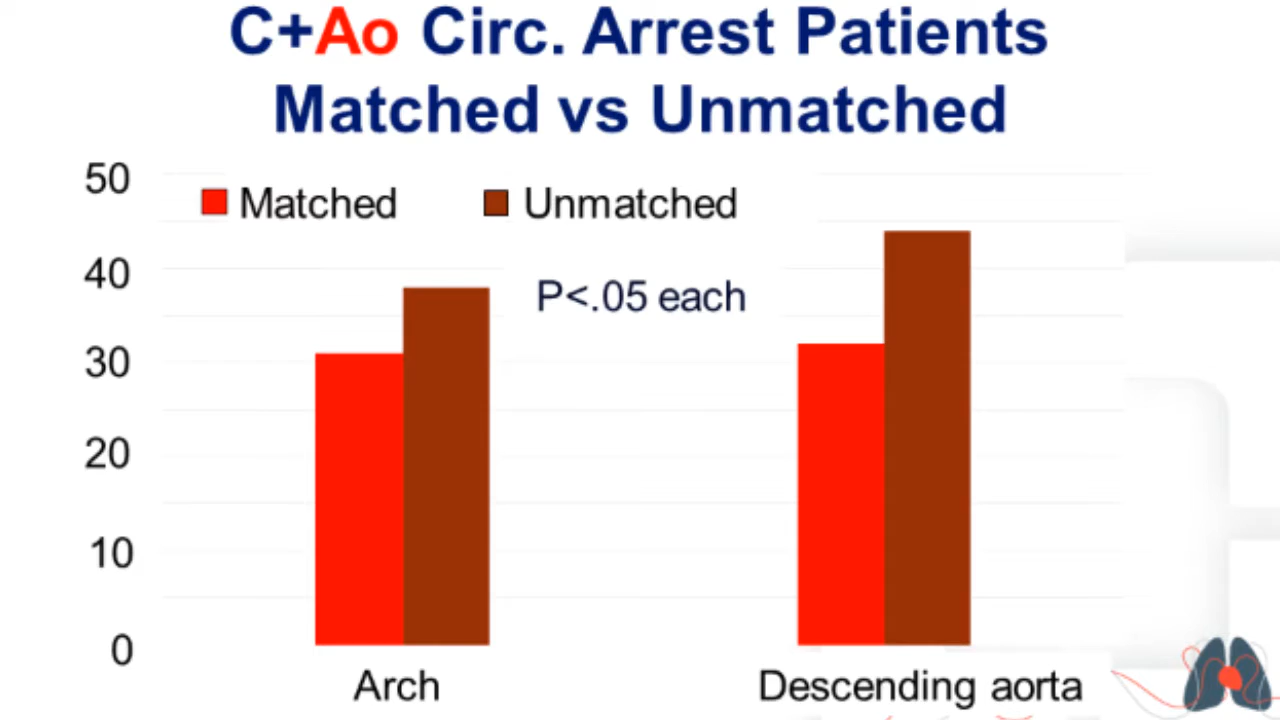 C+Ao Circ. Arrest Patients
Matched vs Unmatched
50
Matched Unmatched
40
P<.05 each
30
20
10
0
Arch Descending aorta